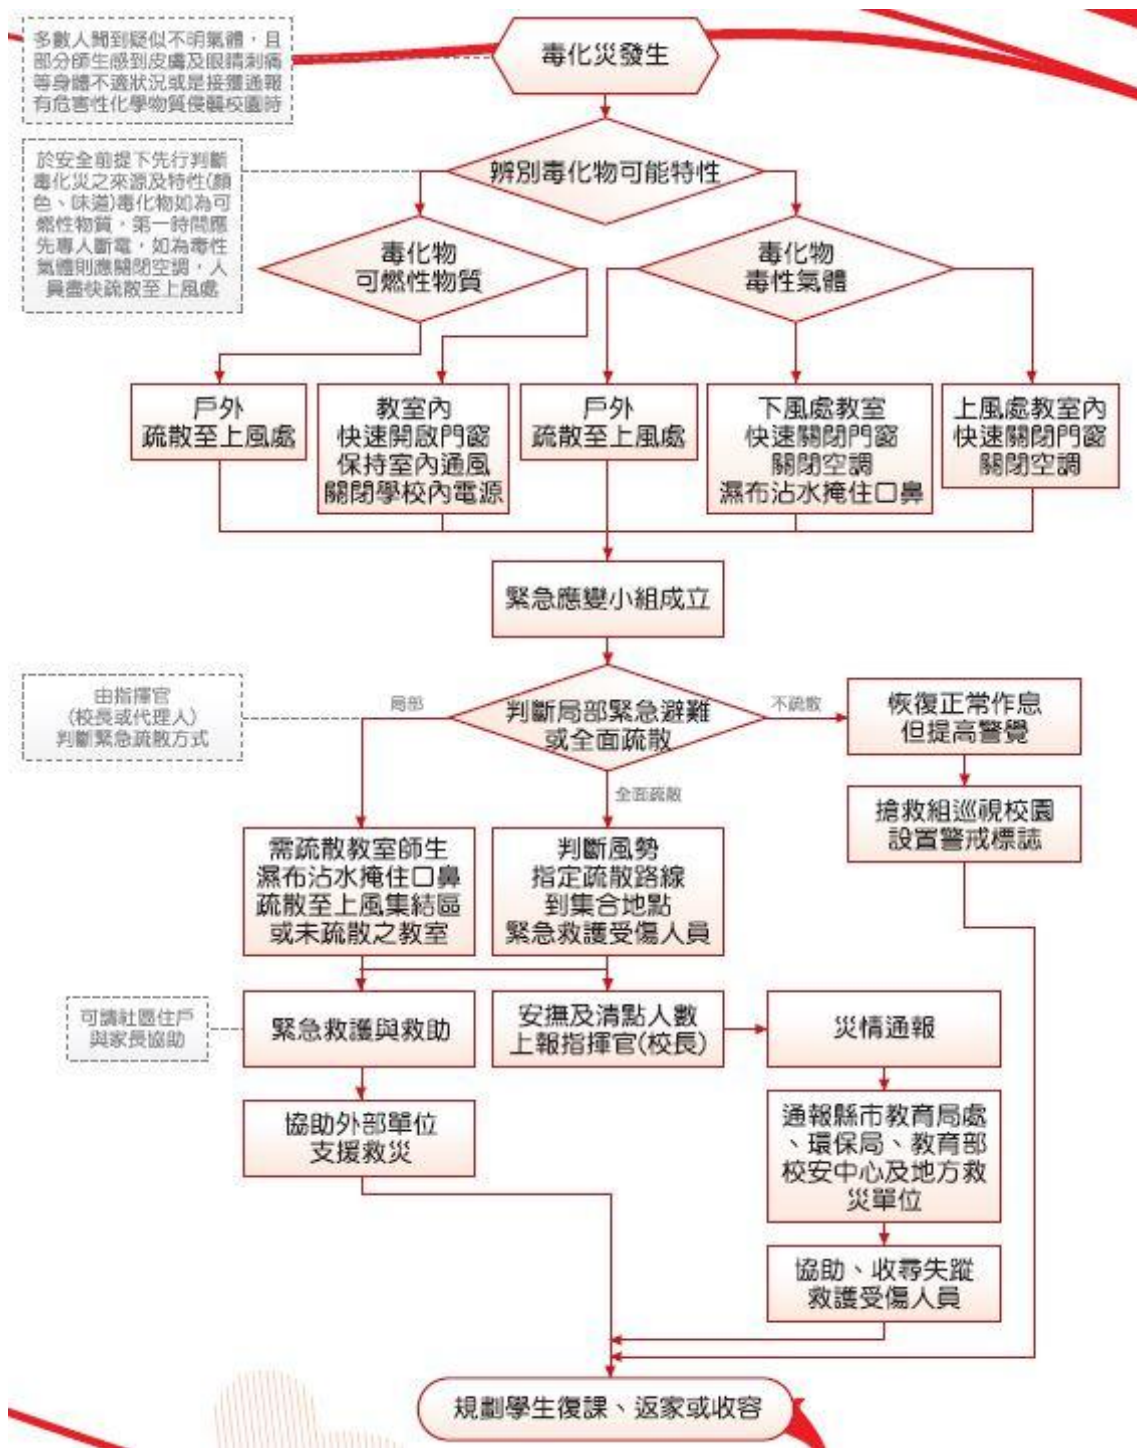 多數人聞到疑似不明氣體，且
部分師生感到皮膚及眼睛刺痛
等身體不適狀況或是接獲通報
有危害性化學物質侵襲校園時
毒化災發生
於安全前提下先行判斷
毒化災之來源及特性(顏
色、味道)毒化物如為可
燃性物質，第一時間應
先專人斷電，如為毒性
氣體則應關閉空調，人
員盡快疏散至上風處
辨別毒化物可能特性
毒化物
可燃性物質
毒化物
毒性氣體
戶外
疏散至上風處
教室內
快速開啟門窗
保持室內通風
關閉學校內電源
戶外
疏散至上風處
下風處教室
快速關閉門窗
關閉空調
濕布沾水掩住口鼻
上風處教室內
快速關閉門窗
關閉空調
緊急應變小組成立
由指揮官
(校長或代理人)
判斷緊急疏散方式
局部
判斷局部緊急避難
或全面疏散
不疏散
恢復正常作息
但提高警覺
全面疏散
搶救組巡視校園
設置警戒標誌
需疏散教室師生
濕布沾水掩住口鼻
疏散至上風集結區
或未疏散之教室
判斷風勢
指定疏散路線
到集合地點
緊急救護受傷人員
可請社區住戶
與家長協助
緊急救護與救助
安撫及清點人數
上報指揮官(校長)
災情通報
協助外部單位
支援救災
通報縣市教育局處
、環保局、教育部
校安中心及地方救
災單位
協助、收尋失蹤
救護受傷人員
規劃學生復課、返家或收容